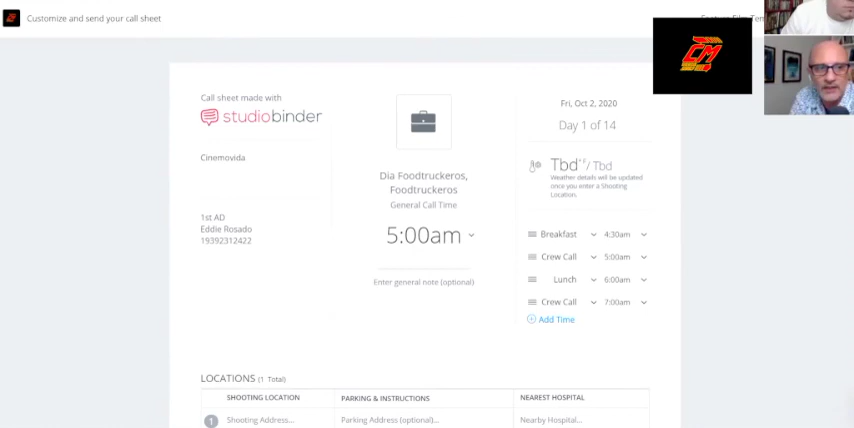 Customize and send your call sheet
Feature Film Tem
CM
Call sheet made with
studiobinder
Cinemovida
1st AD
Eddie Rosado
19392312422
Dia Foodtruckeros,
Foodtruckeros
General Call Time
5:00am
Enter general note (optional)
Fri, Oct 2, 2020
Day 1 of 14
Tbd°F/ Tbd
Weather details will be updated
once you enter a Shooting
Location.
Breakfast 4:30am
Crew Call 5:00am
Lunch 6:00am
Crew Call 7:00am
Add Time
LOCATIONS (1 Total)
SHOOTING LOCATION PARKING & INSTRUCTIONS NEAREST HOSPITAL
1 Shooting Address... Parking Address (optional)... Nearby Hospital...